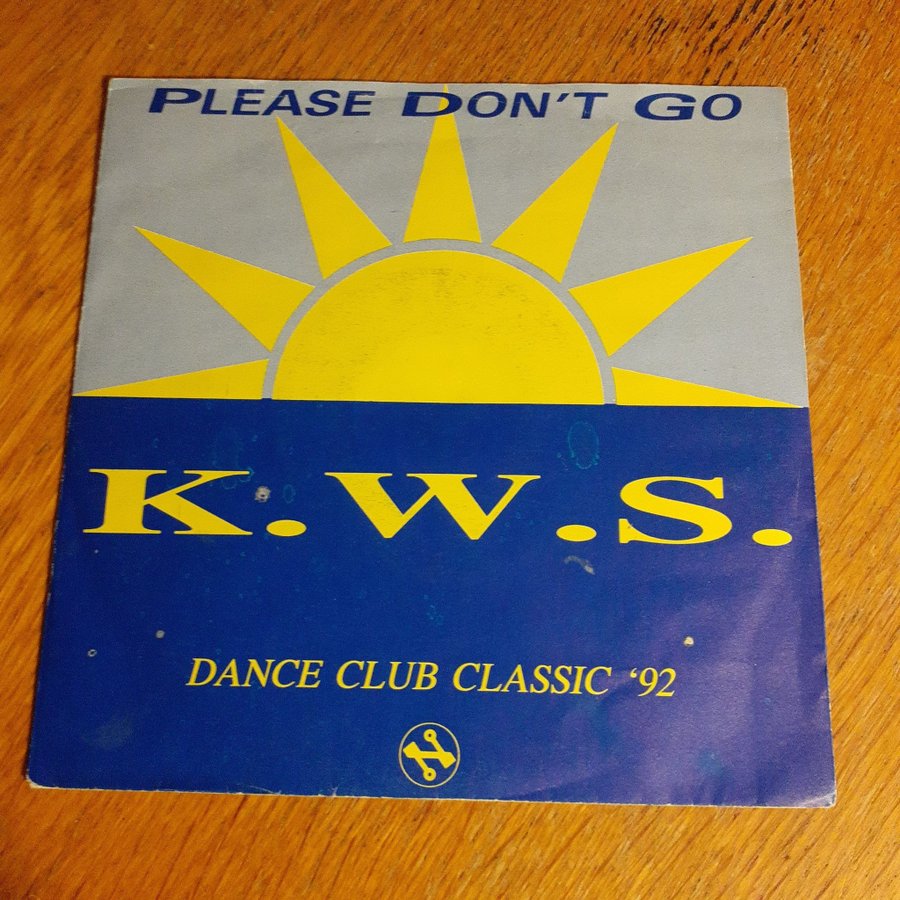 PLEASE DON'T GO
K.W.S.
DANCE CLUB CLASSIC ‘92